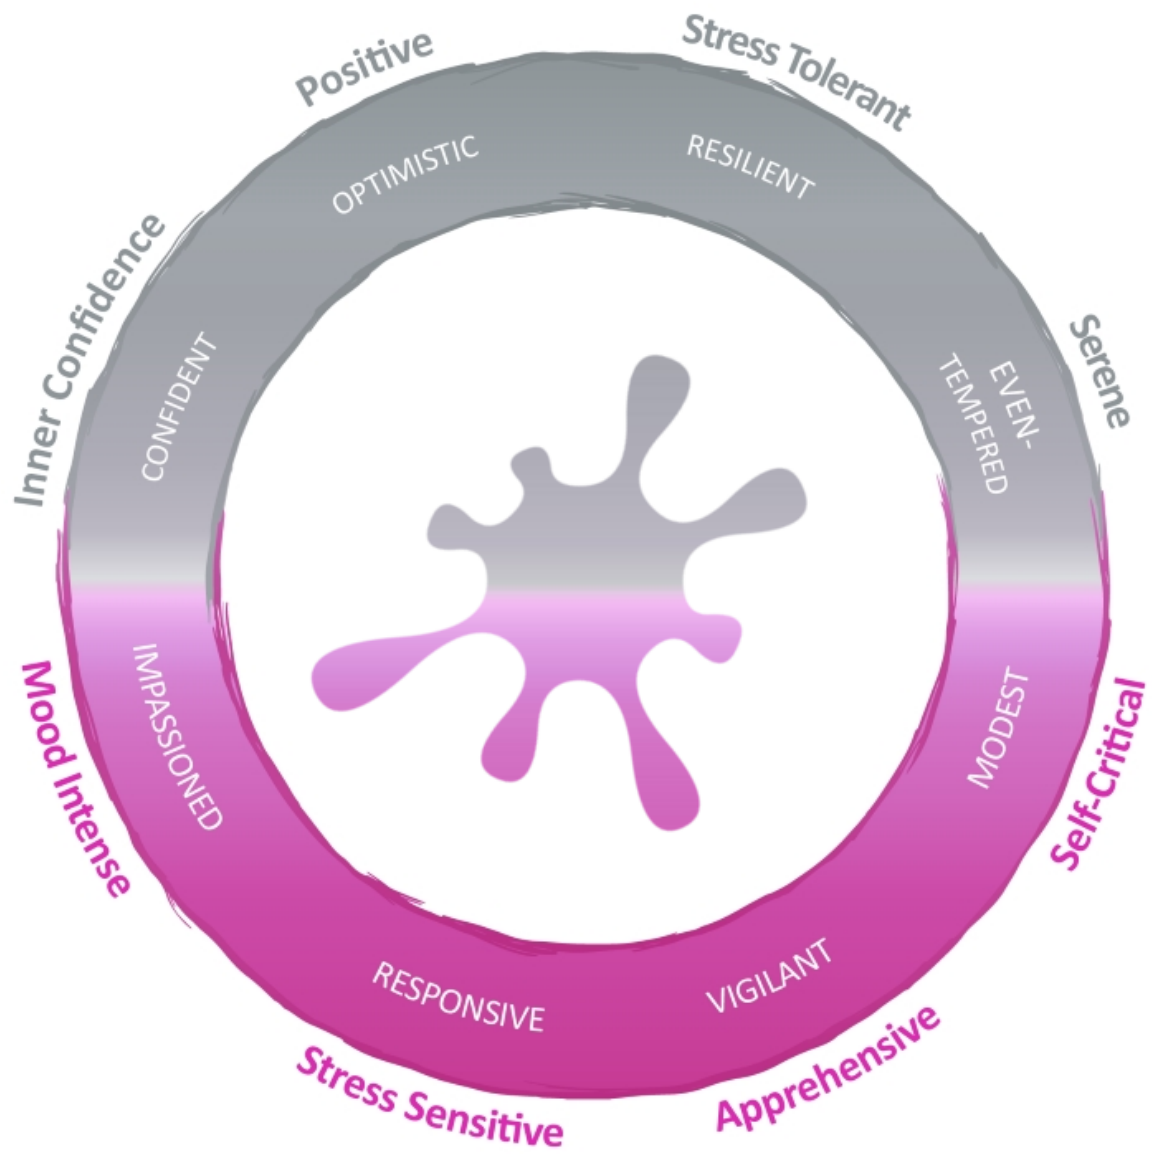 Positive
Stress Tolerant
OPTIMISTIC
RESILIENT
Inner Confidence
CONFIDENT
EVEN-
TEMPERED
Serene
Mood Intense
IMPASSIONED
MODEST
Self-Critical
RESPONSIVE
VIGILANT
Stress Sensitive
Apprehensive